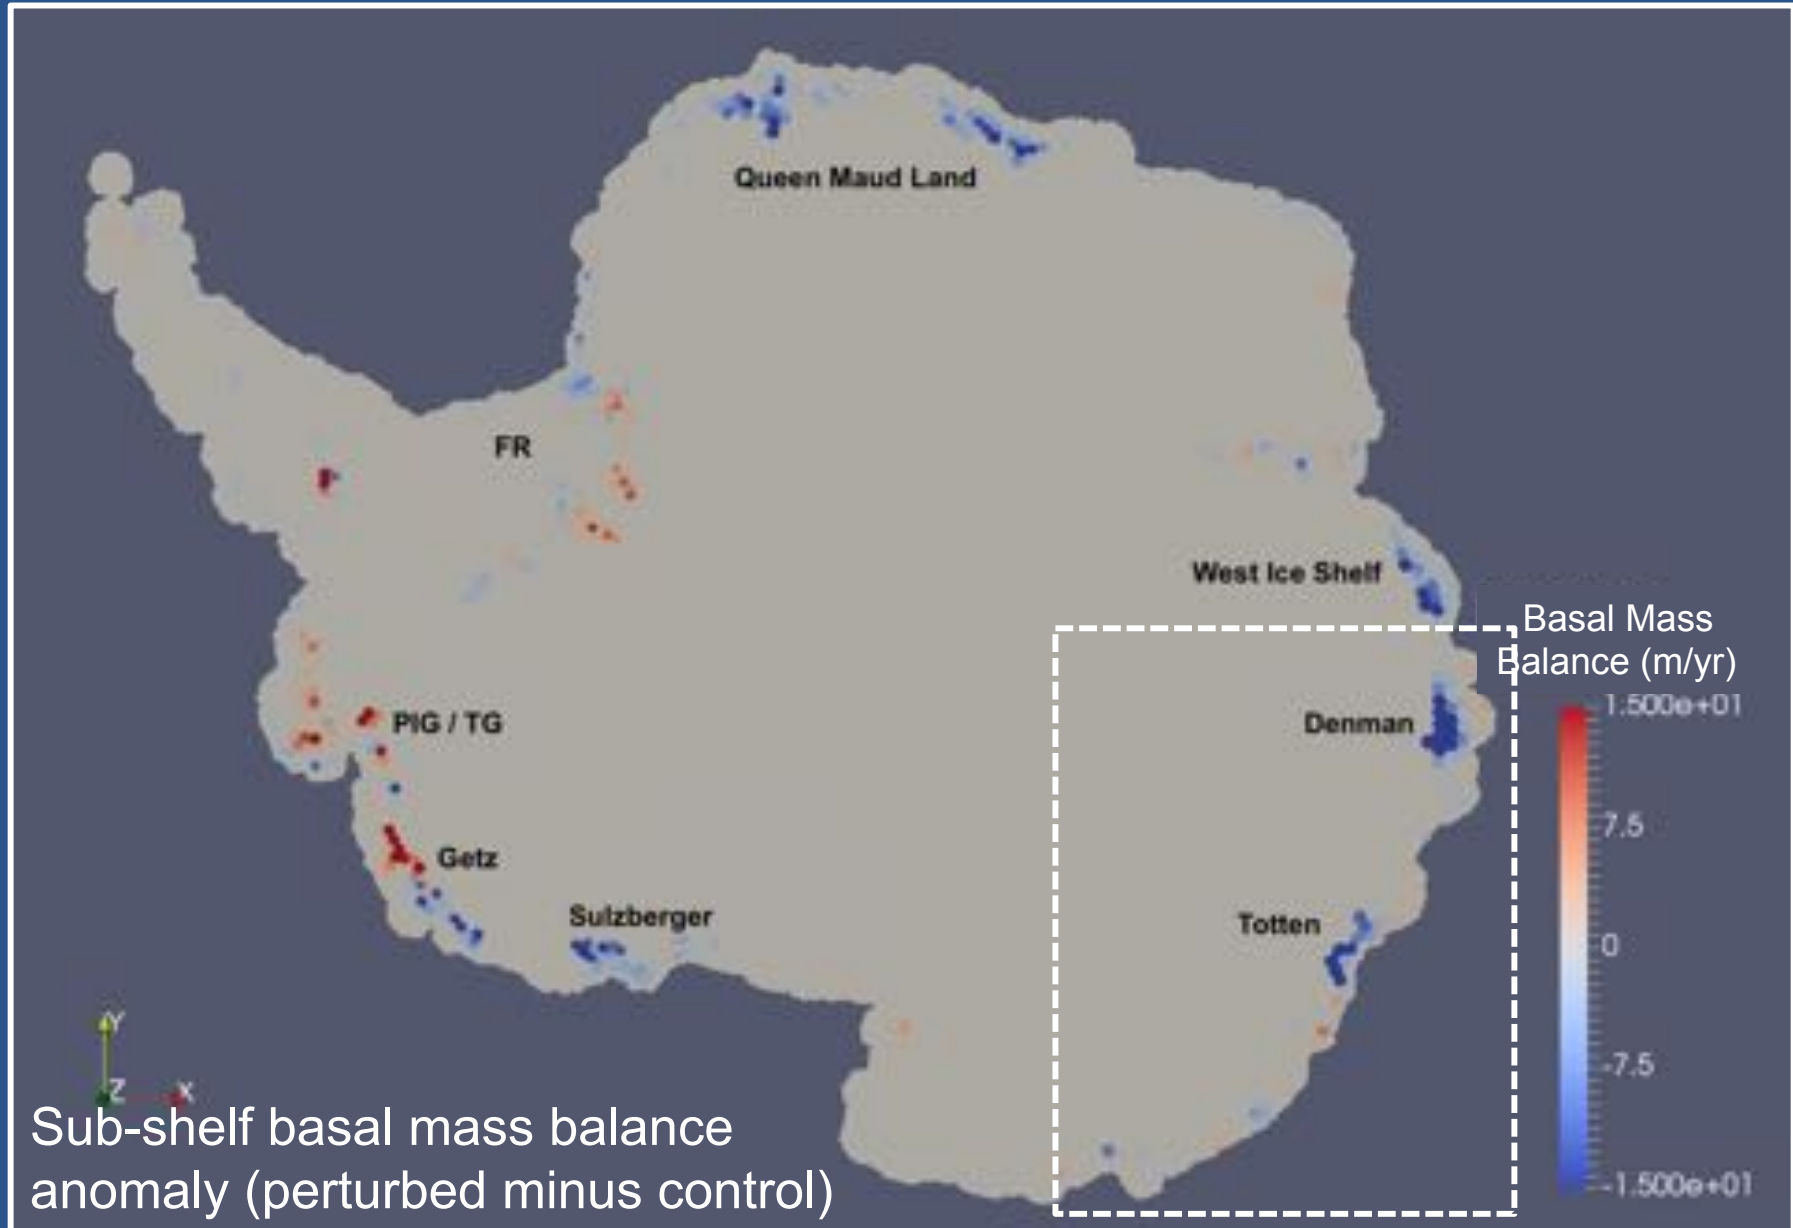 Queen Maud Land
FR
West Ice Shelf
Basal Mass
Balance (m/yr)
1.500e+01
PIG / TG
Denman
7.5
Getz
Sulzberger
Totten
0
Y
-7.5
Z
X
Sub-shelf basal mass balance
anomaly (perturbed minus control)
-1.500e+01